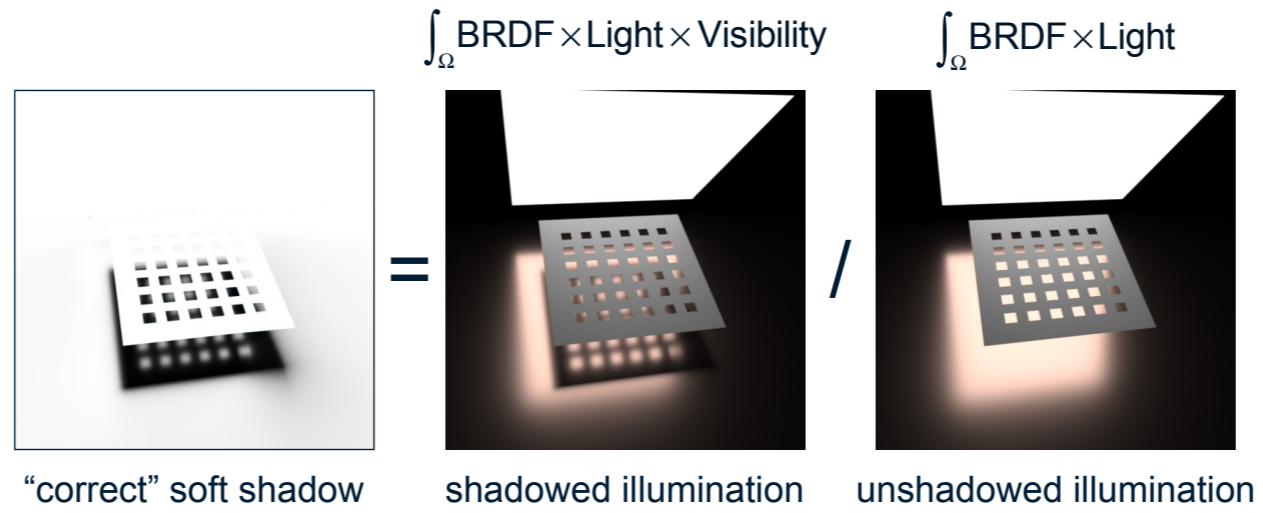 ∫Ω BRDF × Light × Visibility
∫Ω BRDF × Light
=
/
“correct” soft shadow
shadowed illumination
unshadowed illumination